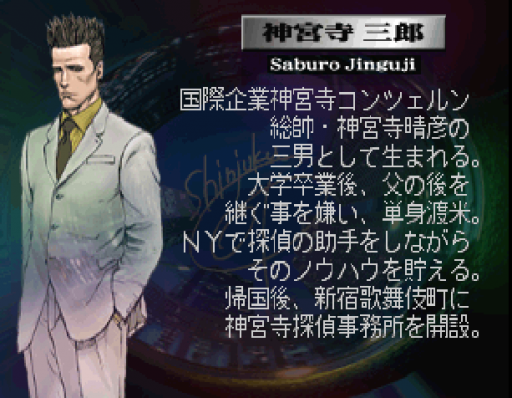 神宮寺 三郎
Saburo Jinguji
国際企業神宮寺コンツェルン
総帥・神宮寺晴彦の
三男として生まれる。
大学卒業後、父の後を
継ぐ事を嫌い、単身渡米。
NYで探偵の助手をしながら
そのノウハウを貯える。
帰国後、新宿歌舞伎町に
神宮寺探偵事務所を開設。
Shinjuku